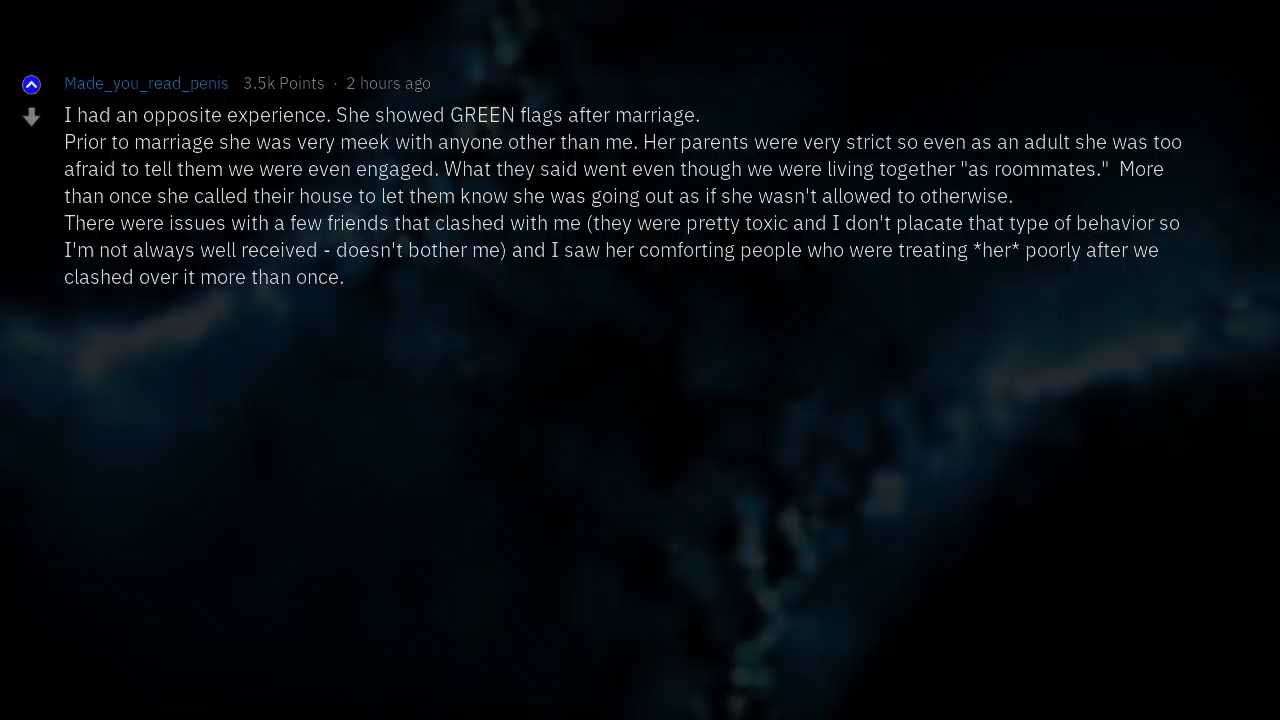 Made_you_read_penis 3.5k Points · 2 hours ago
I had an opposite experience. She showed GREEN flags after marriage.
Prior to marriage she was very meek with anyone other than me. Her parents were very strict so even as an adult she was too
afraid to tell them we were even engaged. What they said went even though we were living together "as roommates."  More
than once she called their house to let them know she was going out as if she wasn't allowed to otherwise.
There were issues with a few friends that clashed with me (they were pretty toxic and I don't placate that type of behavior so
I'm not always well received - doesn't bother me) and I saw her comforting people who were treating *her* poorly after we
clashed over it more than once.